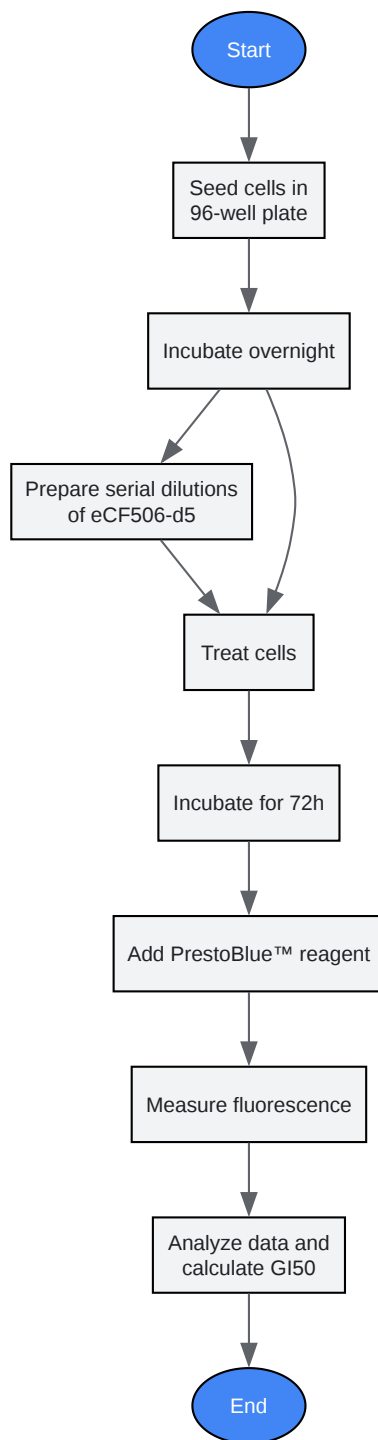 Start
Seed cells in
96-well plate
Incubate overnight
Prepare serial dilutions
of eCF506-d5
Treat cells
Incubate for 72h
Add PrestoBlue™ reagent
Measure fluorescence
Analyze data and
calculate GI50
End